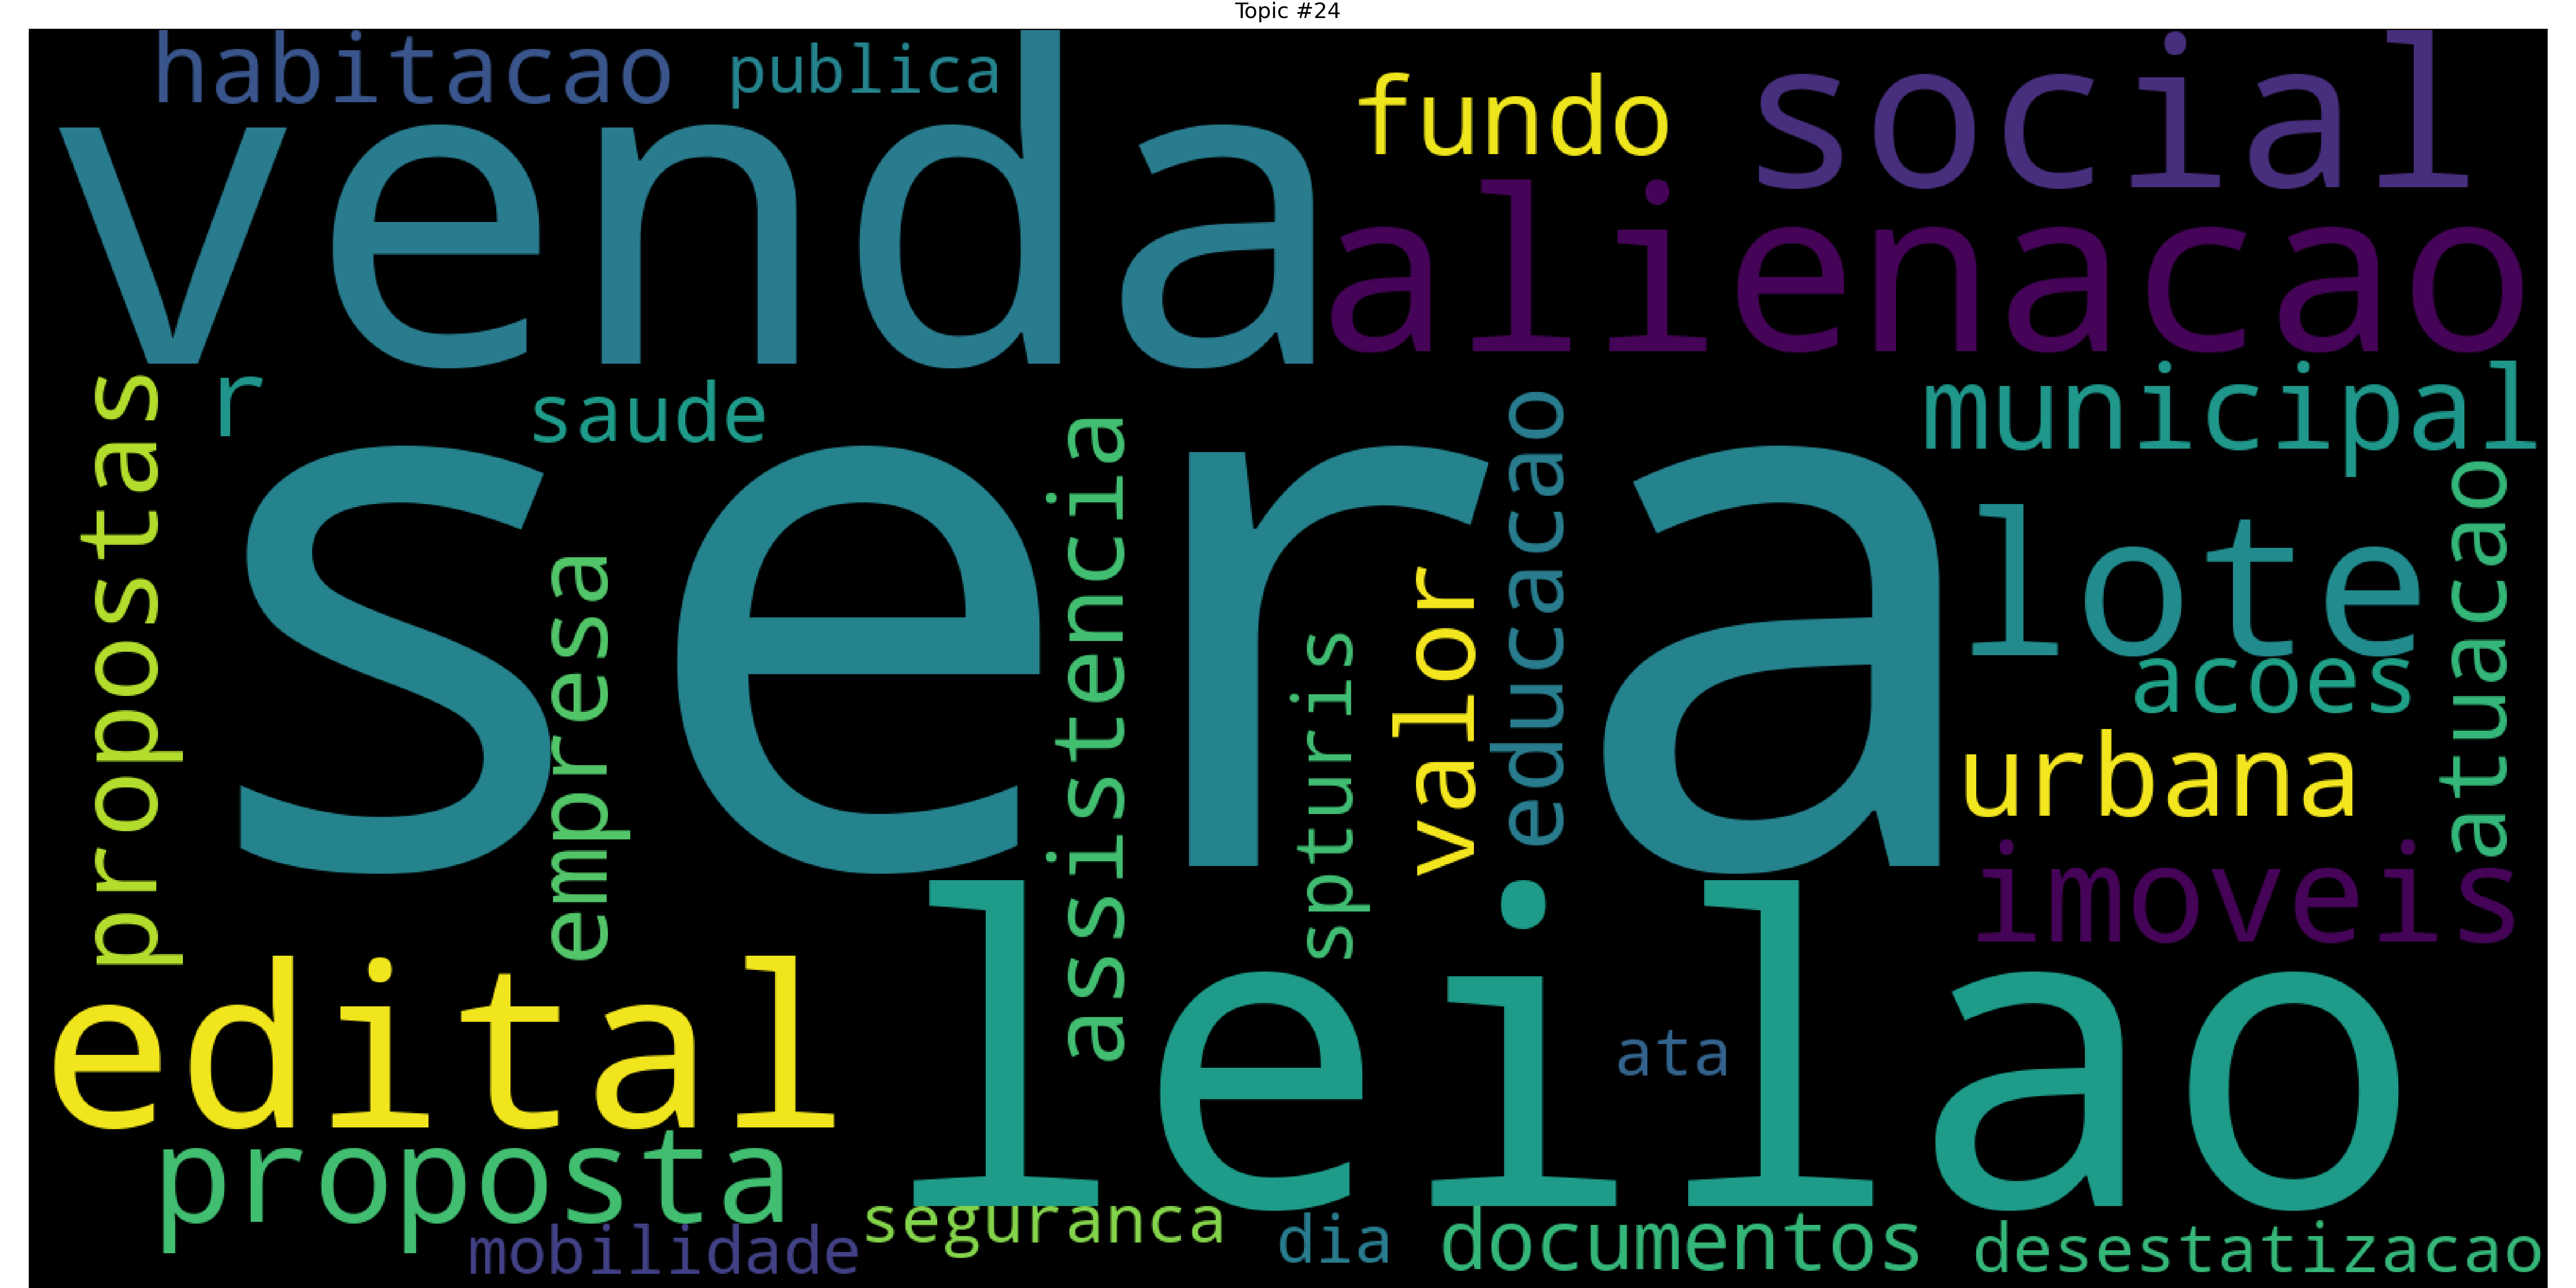 Topic #24
habitacao
publica
venda
fundo
social
alienacao
propostas
r
saude
municipal
sera
empresa
assistencia
spturis
valor
educacao
lote
acoes
atuacao
urbana
imoveis
edital
leilao
ata
proposta
mobilidade
seguranca
dia
documentos
desestatizacao